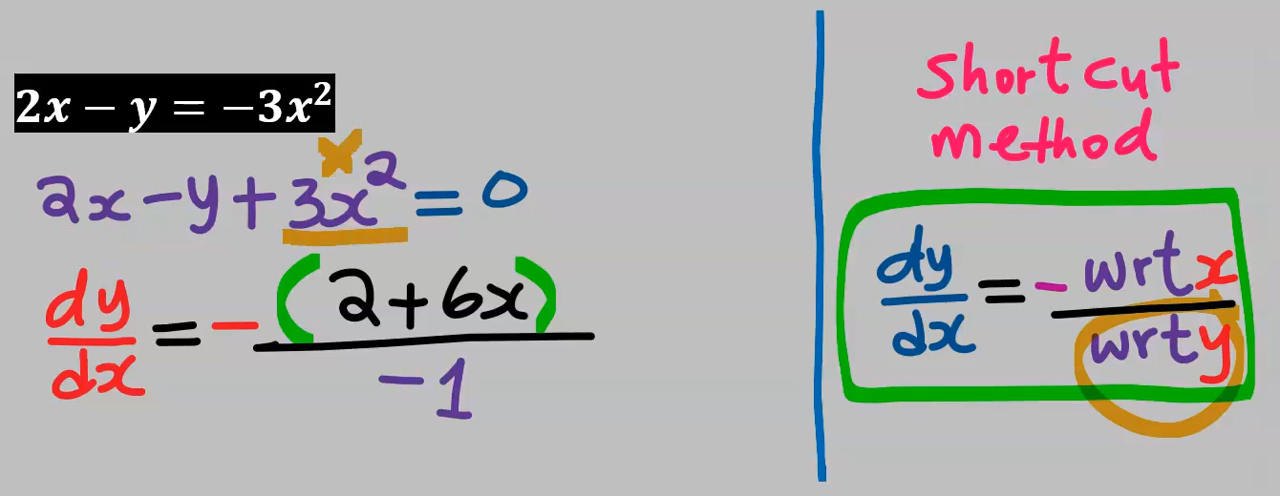 2x − y = −3x²
2x − y + 3x² = 0
dy/dx = − (2 + 6x)/−1
Short cut
method
dy/dx = − wrt x/wrt y